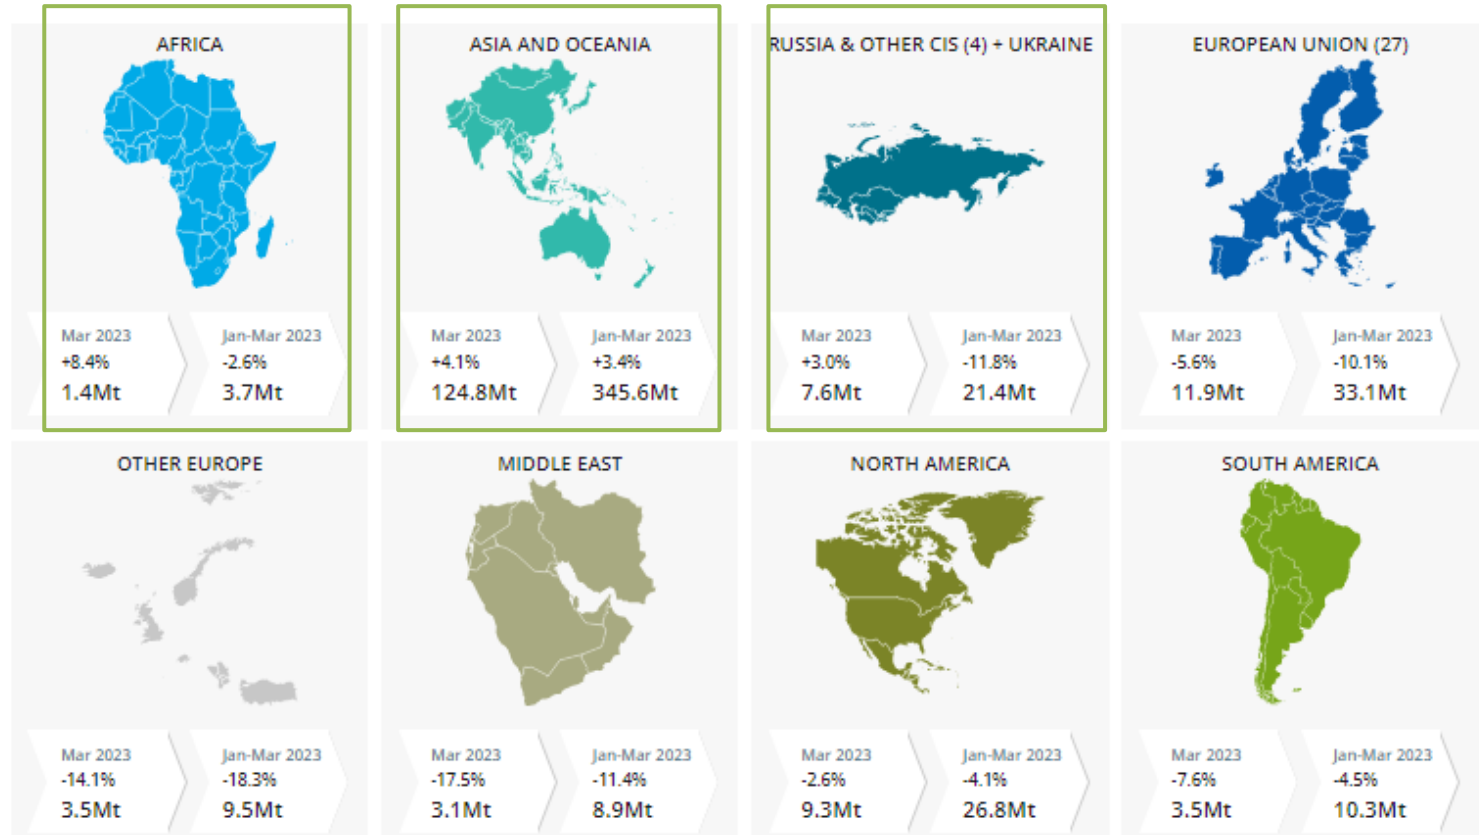 AFRICA
Mar 2023
Jan-Mar 2023
+8.4%
-2.6%
1.4Mt
3.7Mt
ASIA AND OCEANIA
Mar 2023
Jan-Mar 2023
+4.1%
+3.4%
124.8Mt
345.6Mt
RUSSIA & OTHER CIS (4) + UKRAINE
Mar 2023
Jan-Mar 2023
+3.0%
-11.8%
7.6Mt
21.4Mt
EUROPEAN UNION (27)
Mar 2023
Jan-Mar 2023
-5.6%
-10.1%
11.9Mt
33.1Mt
OTHER EUROPE
Mar 2023
Jan-Mar 2023
-14.1%
-18.3%
3.5Mt
9.5Mt
MIDDLE EAST
Mar 2023
Jan-Mar 2023
-17.5%
-11.4%
3.1Mt
8.9Mt
NORTH AMERICA
Mar 2023
Jan-Mar 2023
-2.6%
-4.1%
9.3Mt
26.8Mt
SOUTH AMERICA
Mar 2023
Jan-Mar 2023
-7.6%
-4.5%
3.5Mt
10.3Mt